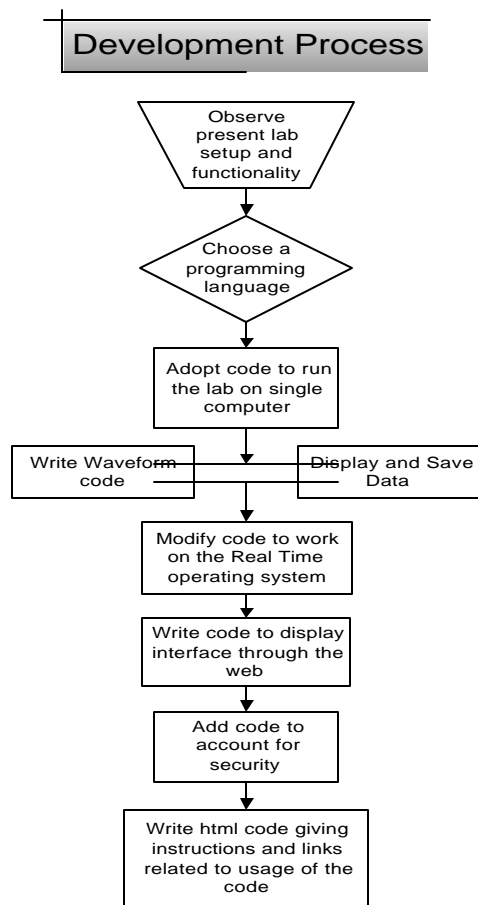 Development Process
Observe
present lab
setup and
functionality
Choose a
programming
language
Adopt code to run
the lab on single
computer
Write Waveform
code
Display and Save
Data
Modify code to work
on the Real Time
operating system
Write code to display
interface through the
web
Add code to
account for
security
Write html code giving
instructions and links
related to usage of the
code